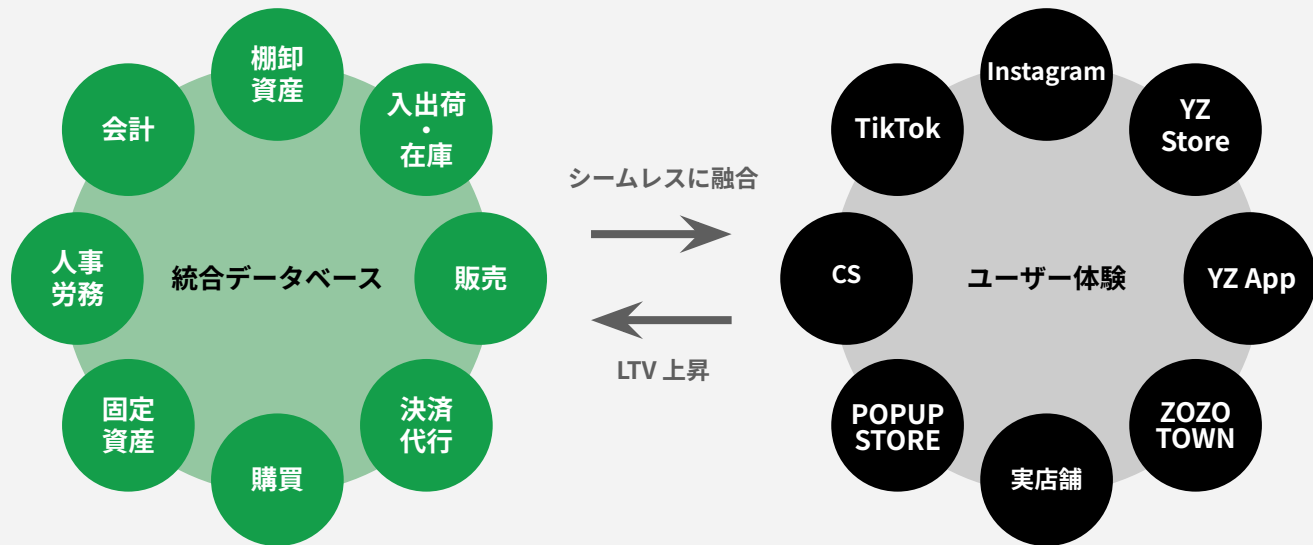 棚卸
資産
入出荷
・
在庫
販売
決済
代行
購買
固定
資産
人事
労務
会計
統合データベース
シームレスに融合
LTV 上昇
Instagram
YZ
Store
YZ App
ZOZO
TOWN
実店舗
POPUP
STORE
CS
TikTok
ユーザー体験